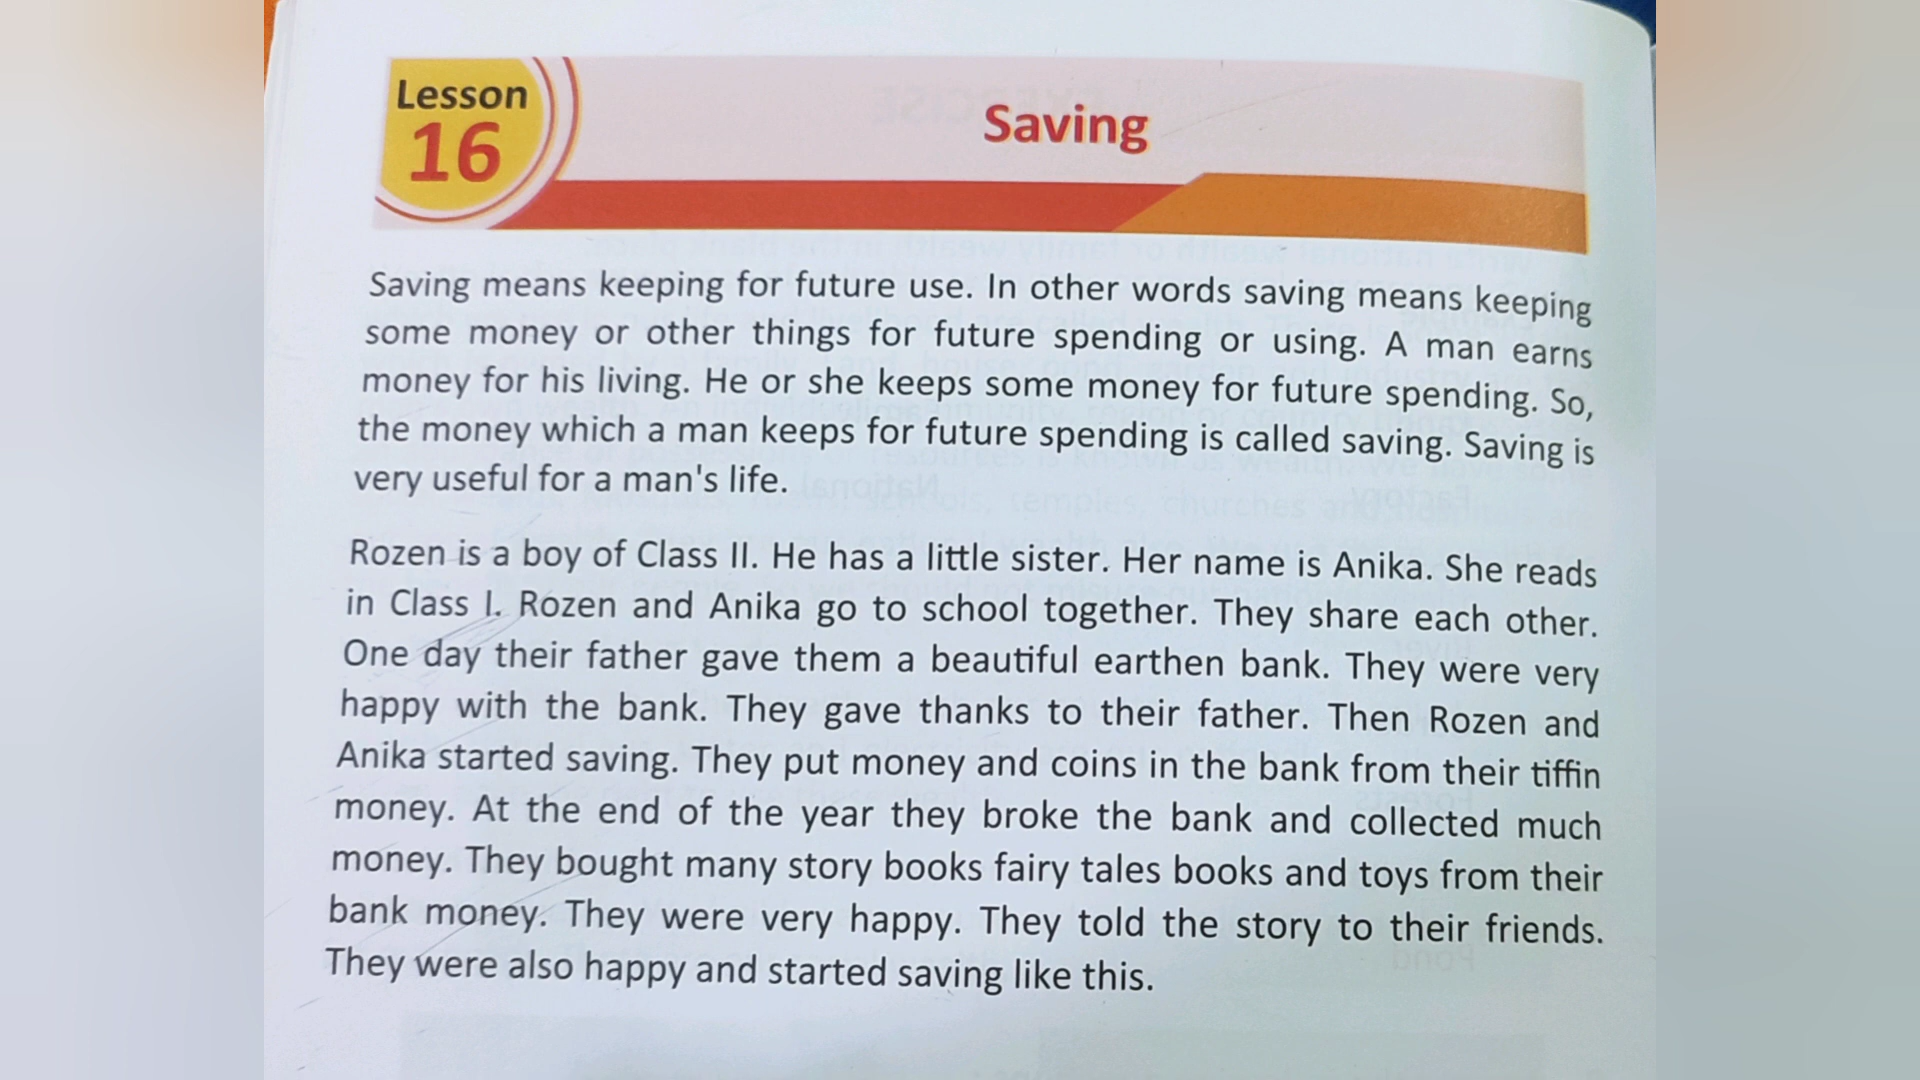 Lesson
16
Saving
Saving means keeping for future use. In other words saving means keeping
some money or other things for future spending or using. A man earns
money for his living. He or she keeps some money for future spending. So,
the money which a man keeps for future spending is called saving. Saving is
very useful for a man's life.
Rozen is a boy of Class II. He has a little sister. Her name is Anika. She reads
in Class I. Rozen and Anika go to school together. They share each other.
One day their father gave them a beautiful earthen bank. They were very
happy with the bank. They gave thanks to their father. Then Rozen and
Anika started saving. They put money and coins in the bank from their tiffin
money. At the end of the year they broke the bank and collected much
money. They bought many story books fairy tales books and toys from their
bank money. They were very happy. They told the story to their friends.
They were also happy and started saving like this.